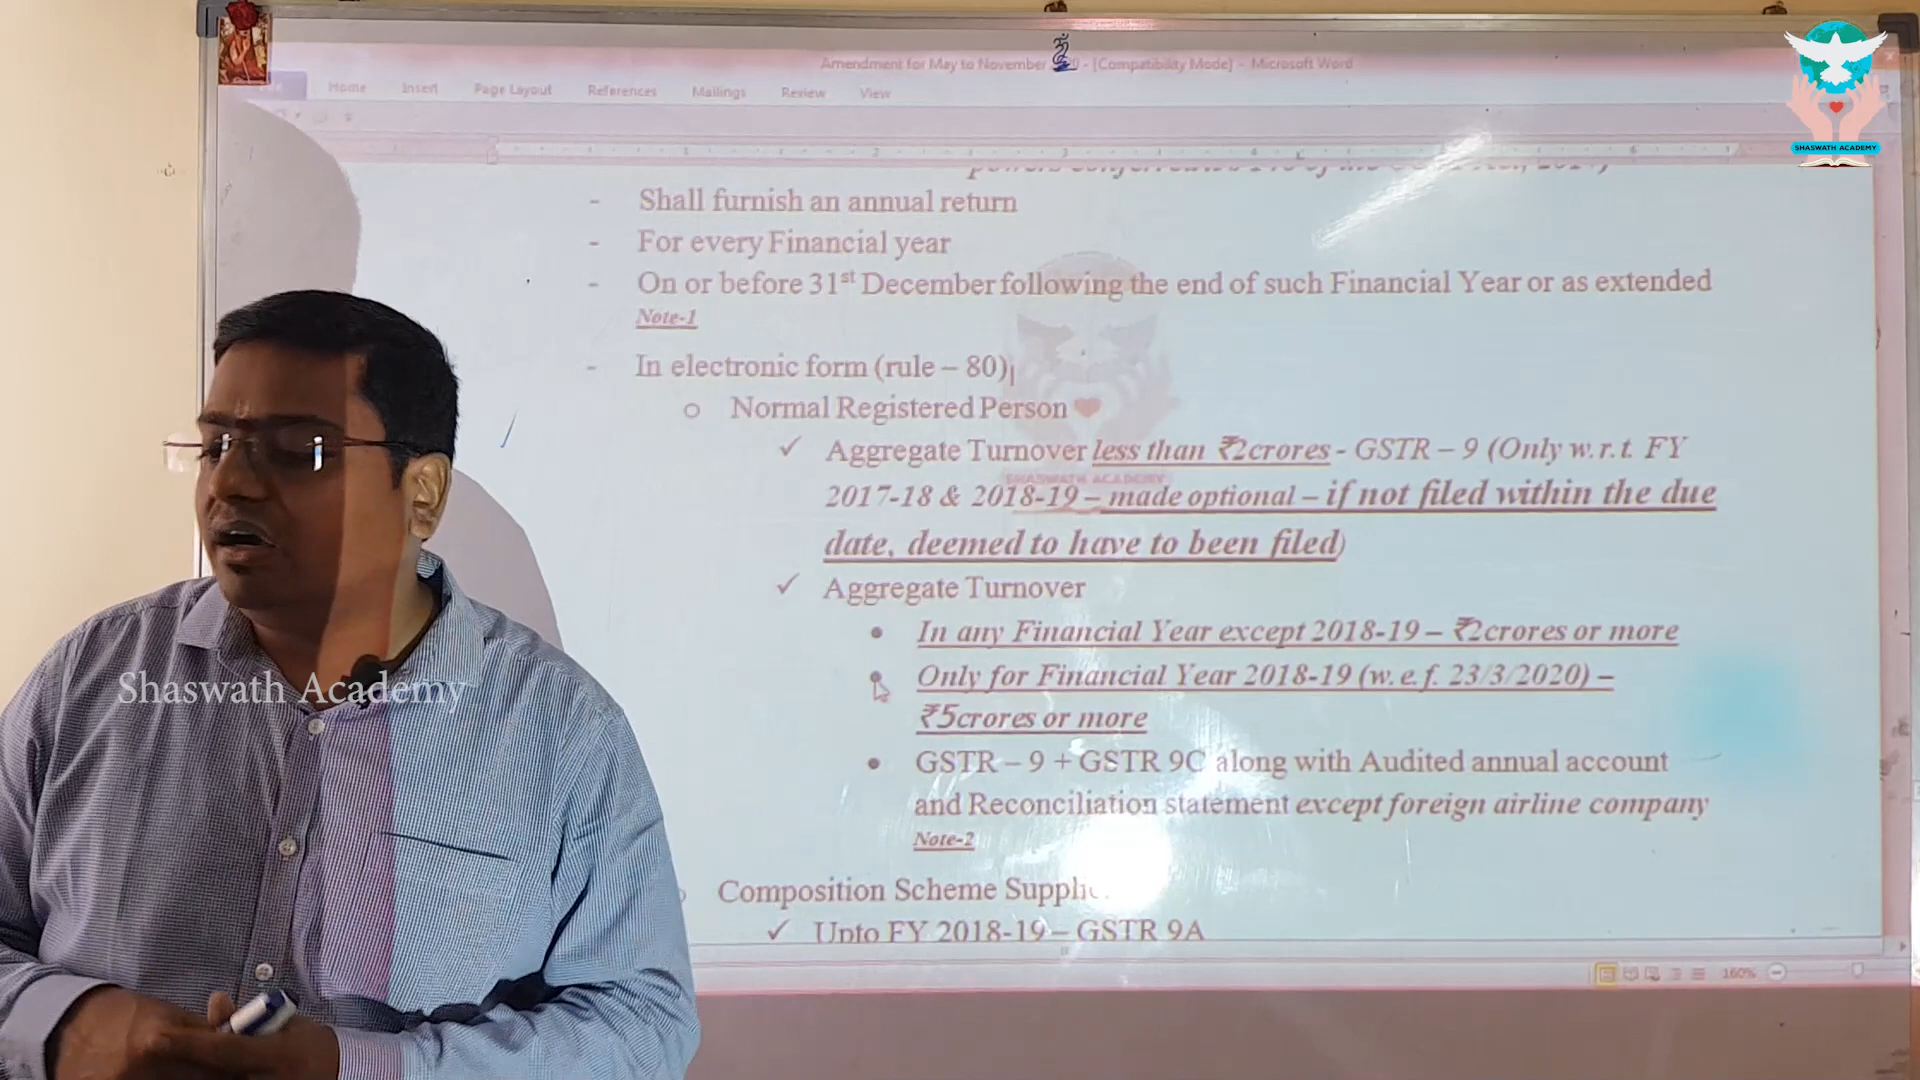 Amendment for May to November - [Compatibility Mode] - Microsoft Word
Home Insert Page Layout References Mailings Review View
SHASWATH ACADEMY
- Shall furnish an annual return
- For every Financial year
- On or before 31st December following the end of such Financial Year or as extended
Note-1
- In electronic form (rule – 80)
o Normal Registered Person
✓ Aggregate Turnover less than ₹2crores - GSTR – 9 (Only w.r.t. FY
2017-18 & 2018-19 – made optional – if not filed within the due
date, deemed to have to been filed)
SHASWATH ACADEMY
✓ Aggregate Turnover
• In any Financial Year except 2018-19 – ₹2crores or more
• Only for Financial Year 2018-19 (w.e.f. 23/3/2020) –
₹5crores or more
• GSTR – 9 + GSTR 9C along with Audited annual account
and Reconciliation statement except foreign airline company
Note-2
Composition Scheme
✓ Upto FY 2018-19 – GSTR 9A
160%
Shaswath Academy